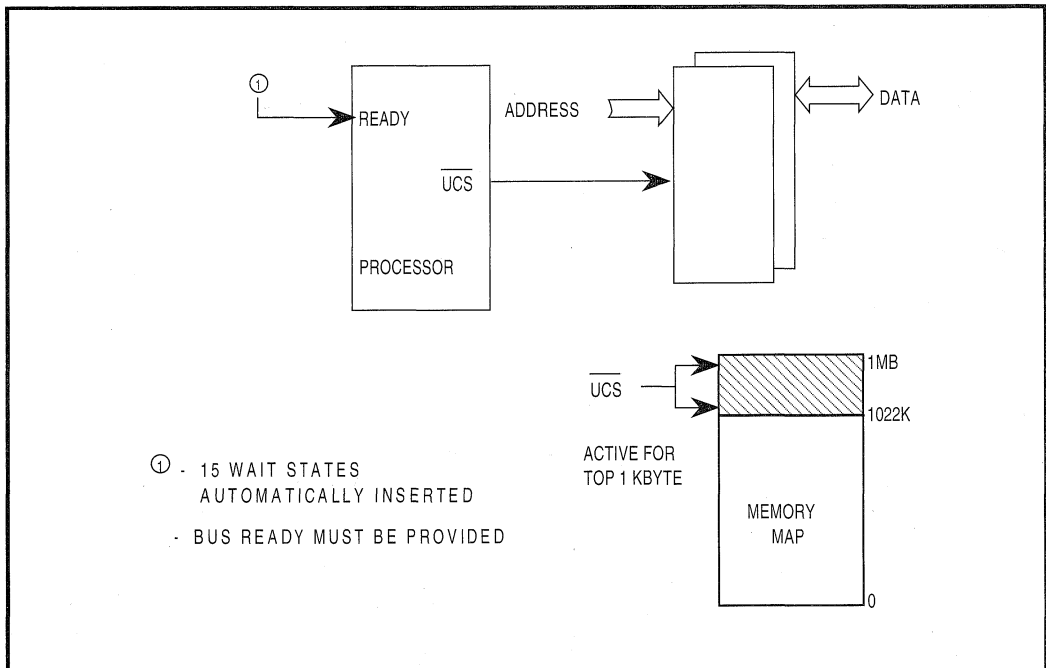 ①
READY
ADDRESS
DATA
UCS
PROCESSOR
UCS
1MB
1022K
ACTIVE FOR
TOP 1 KBYTE
MEMORY
MAP
0
① - 15 WAIT STATES
AUTOMATICALLY INSERTED
- BUS READY MUST BE PROVIDED